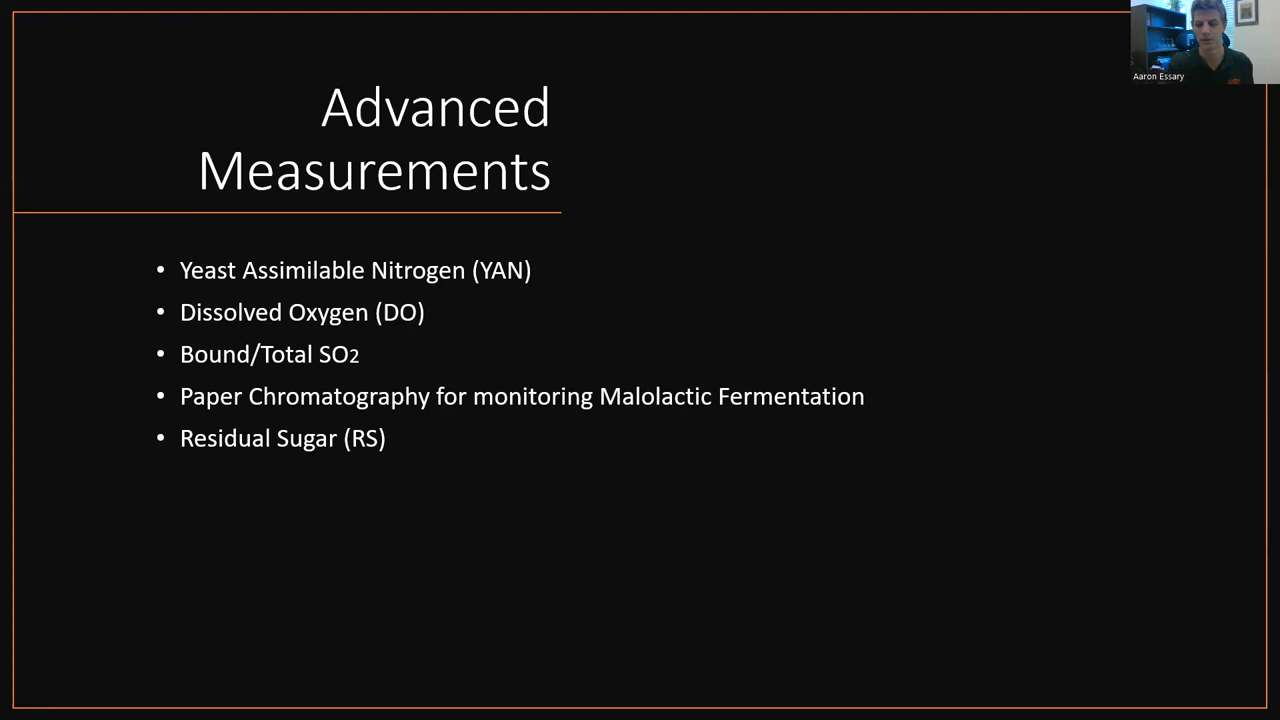 Aaron Essary
Advanced
Measurements
• Yeast Assimilable Nitrogen (YAN)
• Dissolved Oxygen (DO)
• Bound/Total SO2
• Paper Chromatography for monitoring Malolactic Fermentation
• Residual Sugar (RS)